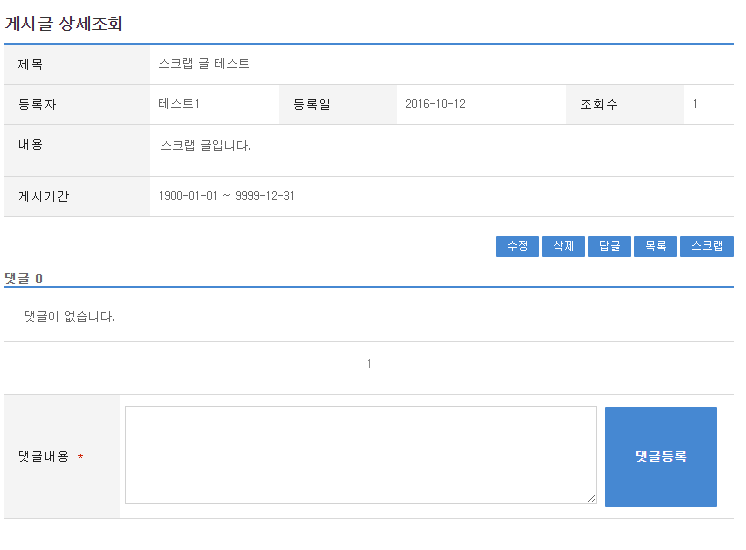 게시글 상세조회
제목 스크랩 글 테스트
등록자 테스트1 등록일 2016-10-12 조회수 1
내용 스크랩 글입니다.
게시기간 1900-01-01 ~ 9999-12-31
수정 삭제 답글 목록 스크랩
댓글 0
댓글이 없습니다.
1
댓글내용 * 댓글등록